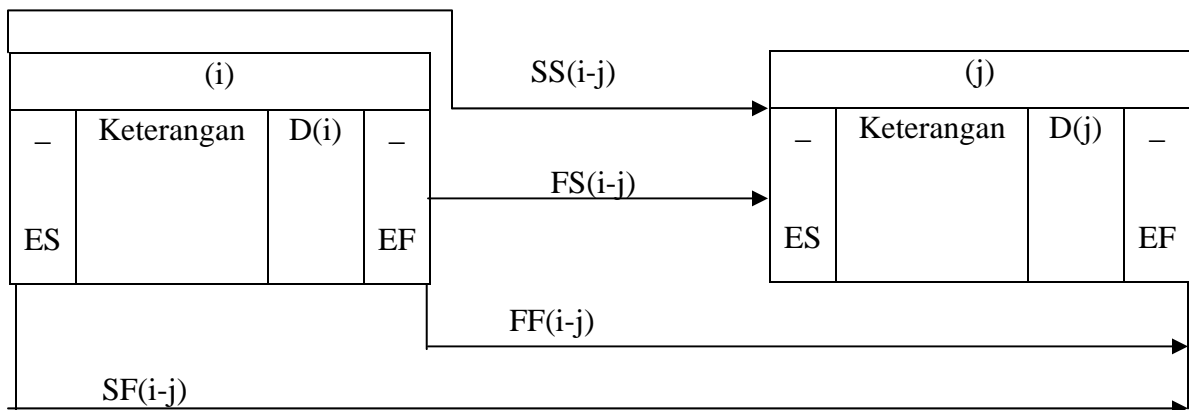 (i)
SS(i-j)
(j)
_ Keterangan D(i) _
_ Keterangan D(j) _
FS(i-j)
ES EF
ES EF
FF(i-j)
SF(i-j)